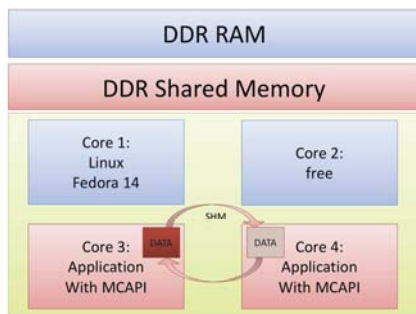 DDR RAM
DDR Shared Memory
Core 1:
Linux
Fedora 14
Core 2:
free
SHM
DATA
DATA
Core 3:
Application
With MCAPI
Core 4:
Application
With MCAPI